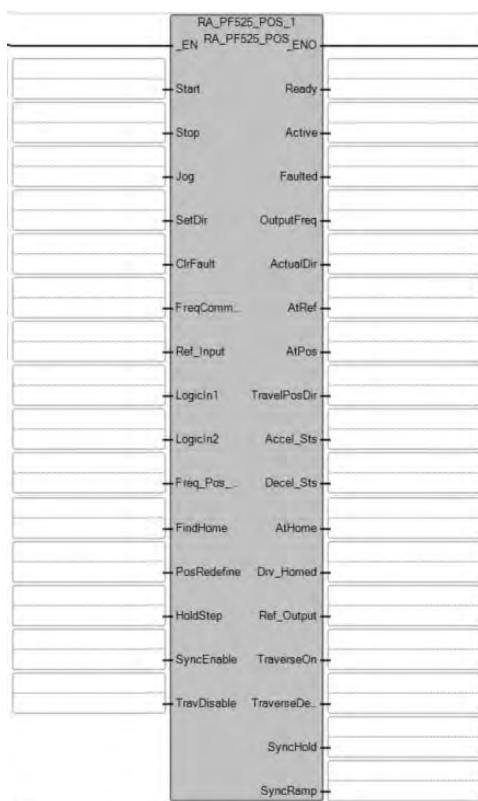 RA_PF525_POS_1
_EN RA_PF525_POS _ENO
Start Ready
Stop Active
Jog Faulted
SetDir OutputFreq
ClrFault ActualDir
FreqComm... AtRef
Ref_Input AtPos
LogicIn1 TravelPosDir
LogicIn2 Accel_Sts
Freq_Pos_... Decel_Sts
FindHome AtHome
PosRedefine Drv_Homed
HoldStep Ref_Output
SyncEnable TraverseOn
TravDisable TraverseDe...
SyncHold
SyncRamp